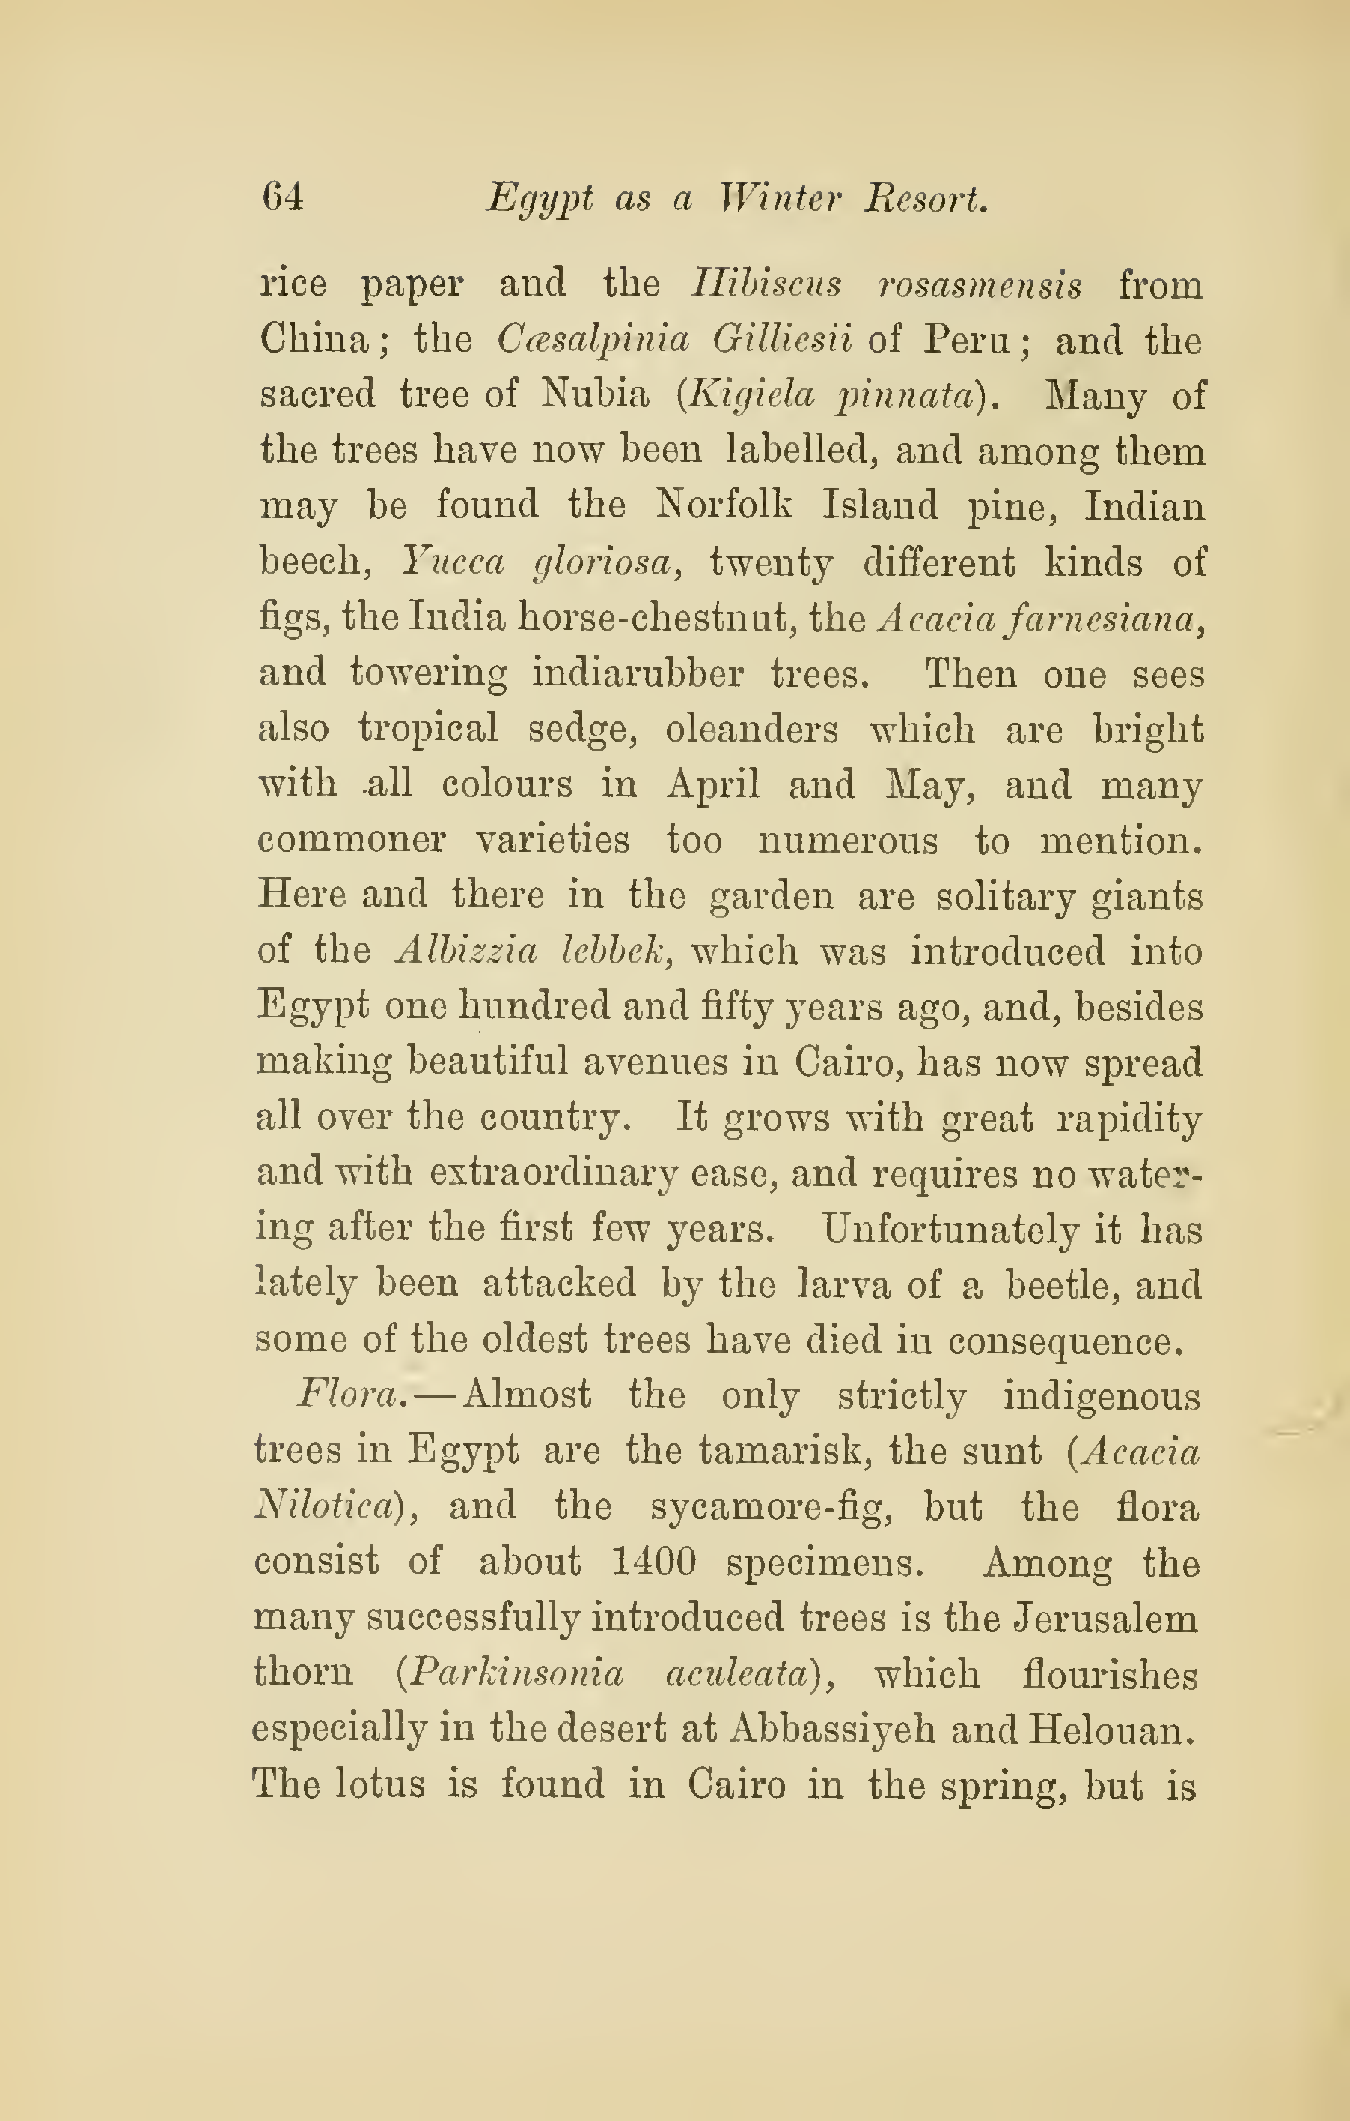 64 Egypt as a Winter Resort.
rice paper and the Hibiscus rosasmensis from
China; the Cæsalpinia Gilliesii of Peru; and the
sacred tree of Nubia (Kigiela pinnata). Many of
the trees have now been labelled, and among them
may be found the Norfolk Island pine, Indian
beech, Yucca gloriosa, twenty different kinds of
figs, the India horse-chestnut, the Acacia farnesiana,
and towering indiarubber trees. Then one sees
also tropical sedge, oleanders which are bright
with all colours in April and May, and many
commoner varieties too numerous to mention.
Here and there in the garden are solitary giants
of the Albizzia lebbek, which was introduced into
Egypt one hundred and fifty years ago, and, besides
making beautiful avenues in Cairo, has now spread
all over the country. It grows with great rapidity
and with extraordinary ease, and requires no water-
ing after the first few years. Unfortunately it has
lately been attacked by the larva of a beetle, and
some of the oldest trees have died in consequence.
Flora.—Almost the only strictly indigenous
trees in Egypt are the tamarisk, the sunt (Acacia
Nilotica), and the sycamore-fig, but the flora
consist of about 1400 specimens. Among the
many successfully introduced trees is the Jerusalem
thorn (Parkinsonia aculeata), which flourishes
especially in the desert at Abbassiyeh and Helouan.
The lotus is found in Cairo in the spring, but is